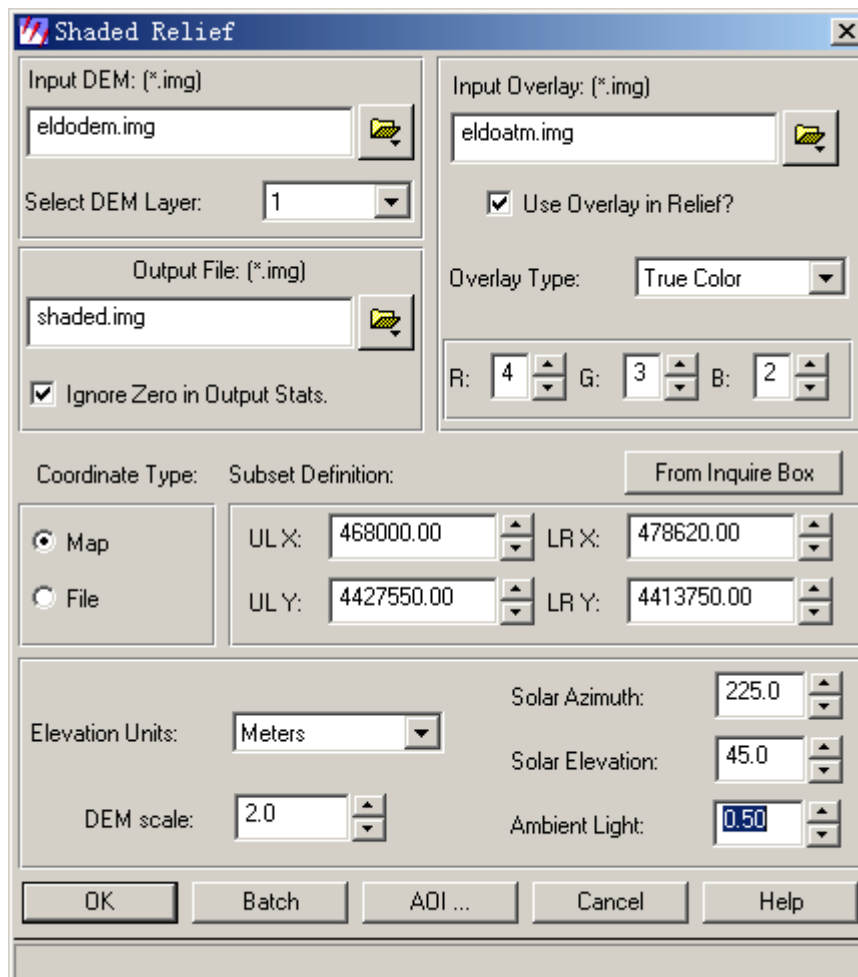 Shaded Relief
Input DEM: (*.img)
eldodem.img
Select DEM Layer: 1
Output File: (*.img)
shaded.img
Ignore Zero in Output Stats.
Input Overlay: (*.img)
eldoatm.img
Use Overlay in Relief?
Overlay Type: True Color
R: 4 G: 3 B: 2
Coordinate Type: Subset Definition: From Inquire Box
Map
File
UL X: 468000.00 LR X: 478620.00
UL Y: 4427550.00 LR Y: 4413750.00
Elevation Units: Meters
DEM scale: 2.0
Solar Azimuth: 225.0
Solar Elevation: 45.0
Ambient Light: 0.50
OK Batch AOI ... Cancel Help